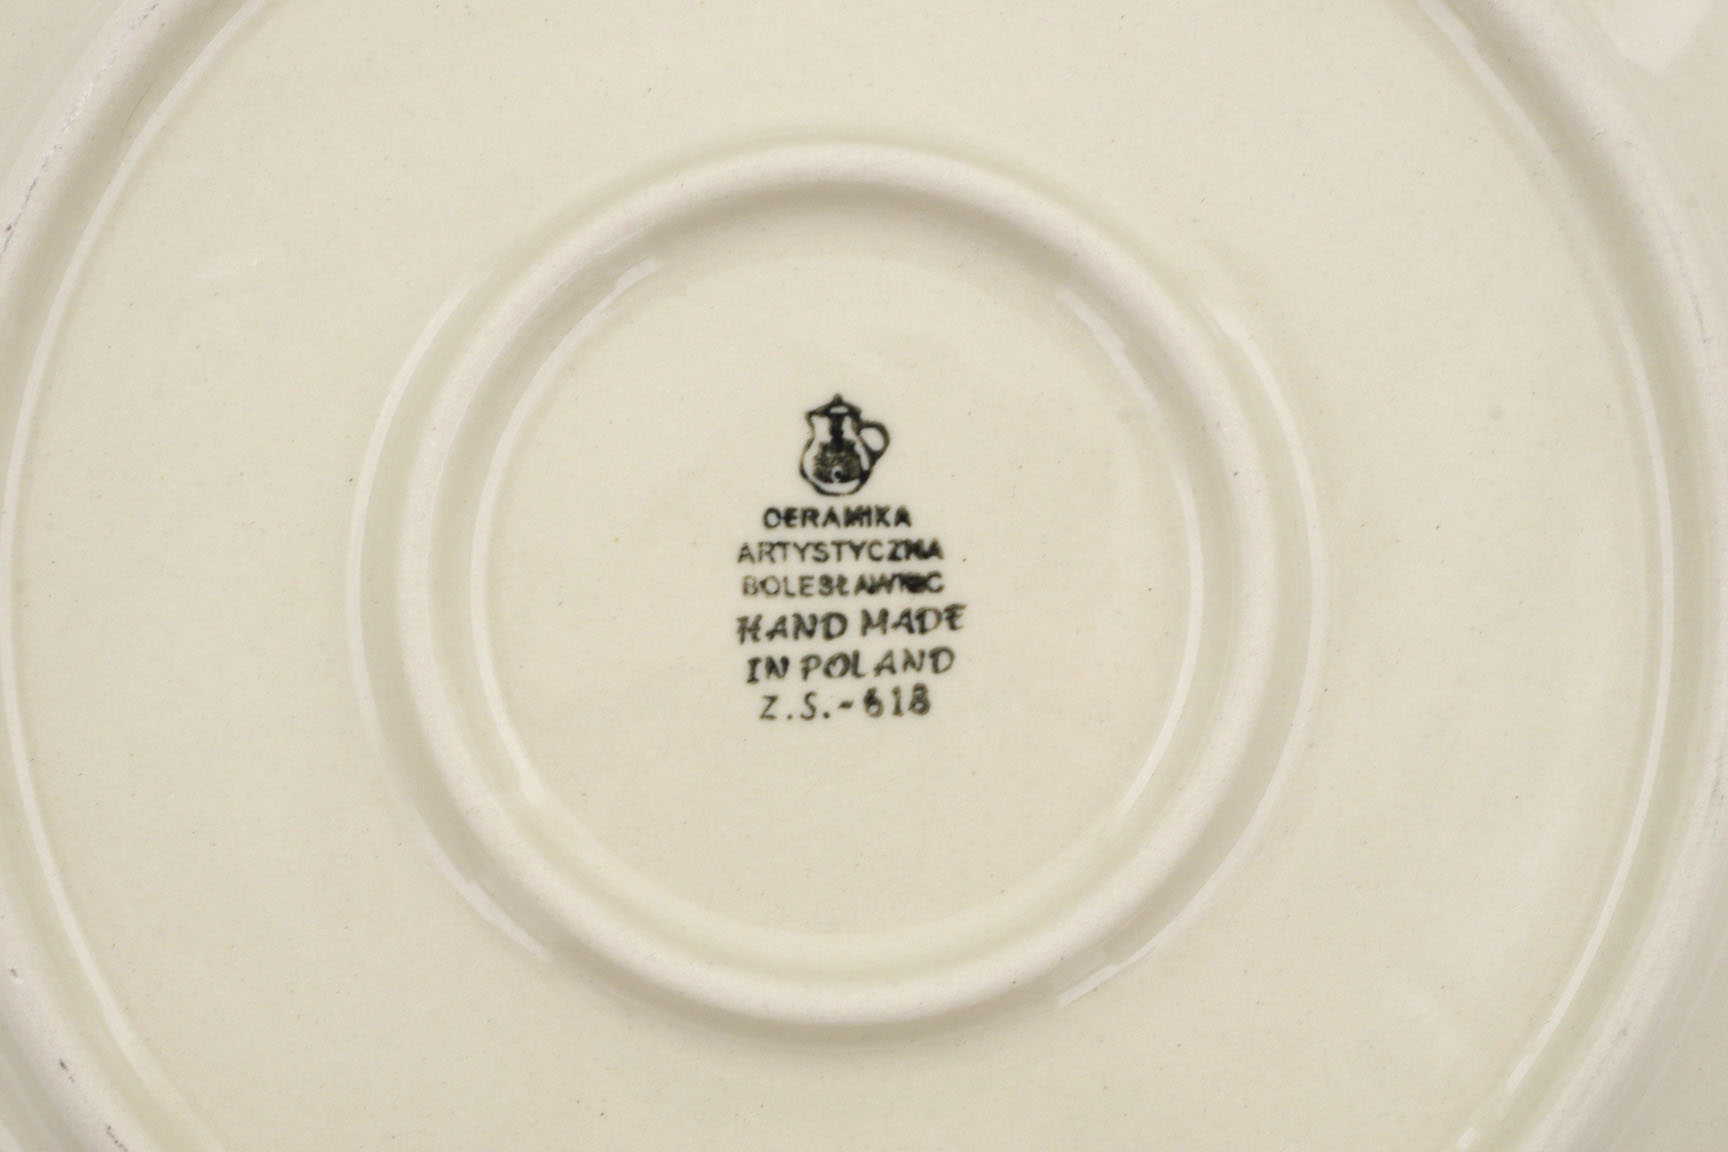 CERAMIKA
ARTYSTYCZNA
BOLESŁAWIEC
HAND MADE
IN POLAND
Z.S.-618